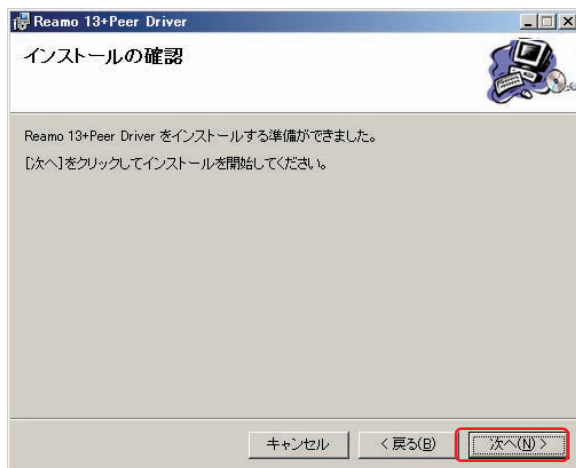 Reamo 13+Peer Driver
インストールの確認
Reamo 13+Peer Driver をインストールする準備ができました。
[次へ]をクリックしてインストールを開始してください。
キャンセル < 戻る(B) 次へ(N) >